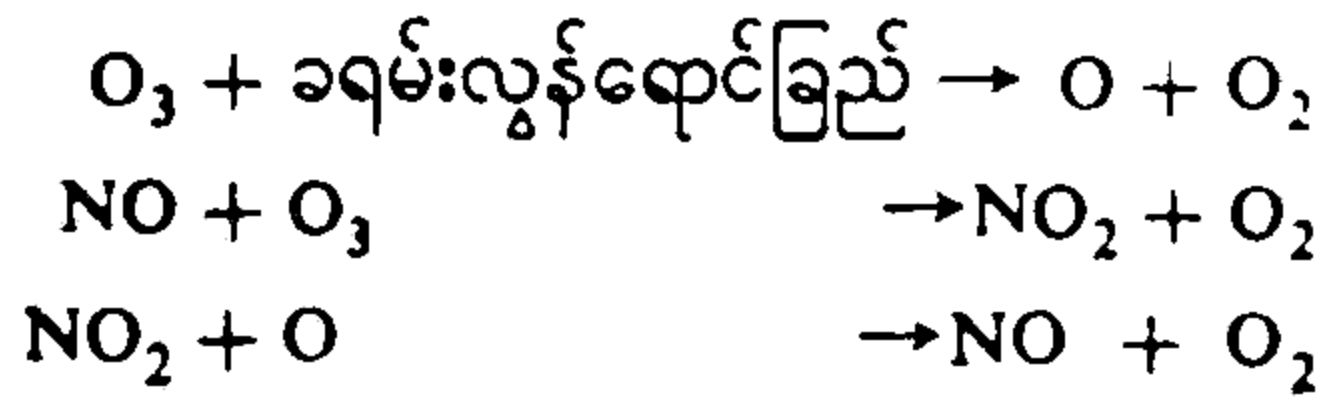 O₃ + ခရမ်းလွန်ရောင်ခြည် → O + O₂
NO + O₃ → NO₂ + O₂
NO₂ + O → NO + O₂